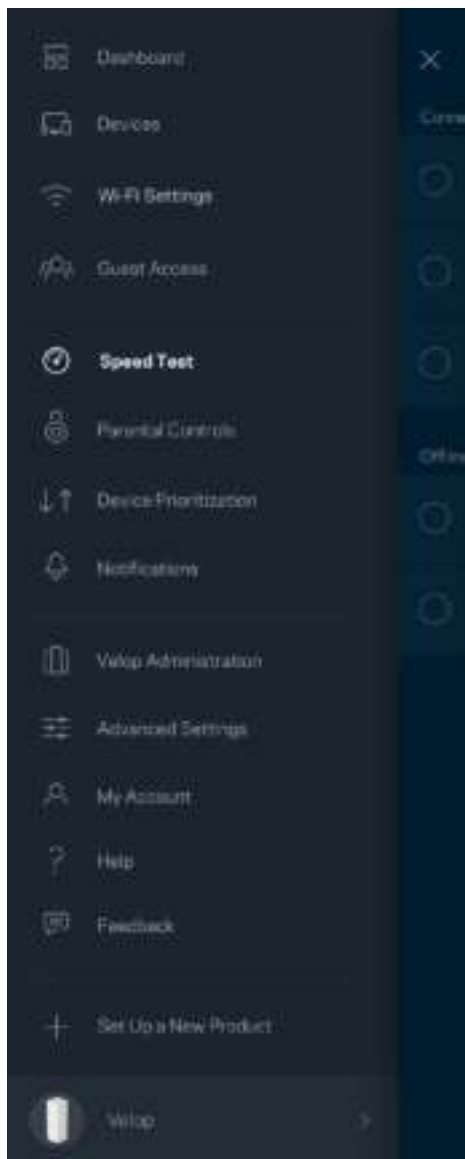 Dashboard
Devices
Wi-Fi Settings
Guest Access
Speed Test
Parental Controls
Device Prioritization
Notifications
Velop Administration
Advanced Settings
My Account
Help
Feedback
Set Up a New Product
Velop